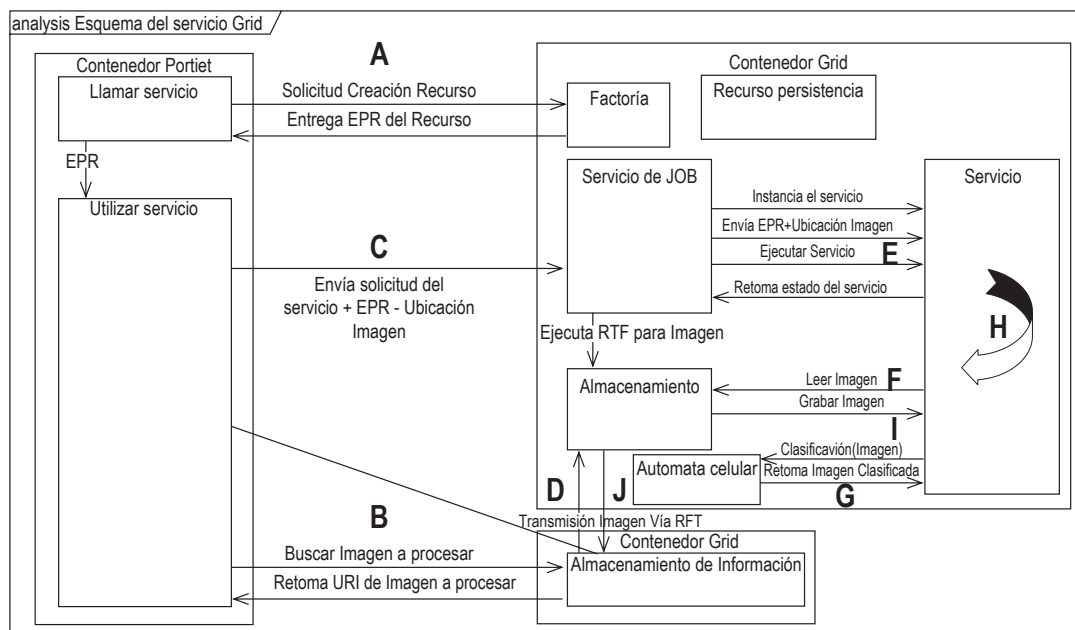 analysis Esquema del servicio Grid
Contenedor Portlet
Llamar servicio
A
Solicitud Creación Recurso
Entrega EPR del Recurso
Contenedor Grid
Factoría
Recurso persistencia
EPR
Utilizar servicio
Servicio de JOB
Servicio
Instancia el servicio
Envía EPR+Ubicación Imagen
Ejecutar Servicio
E
Retoma estado del servicio
C
Envía solicitud del
servicio + EPR - Ubicación
Imagen
H
Ejecuta RTF para Imagen
Almacenamiento
Leer Imagen
F
Grabar Imagen
I
Clasificavión(Imagen)
Automata celular
Retoma Imagen Clasificada
G
D
J
B
Transmisión Imagen Vía RFT
Contenedor Grid
Buscar Imagen a procesar
Almacenamiento de Información
Retoma URI de Imagen a procesar